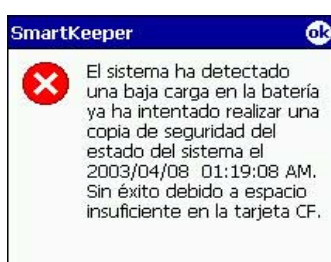 SmartKeeper ok
El sistema ha detectado
una baja carga en la batería
ya ha intentado realizar una
copia de seguridad del
estado del sistema el
2003/04/08 01:19:08 AM.
Sin éxito debido a espacio
insuficiente en la tarjeta CF.